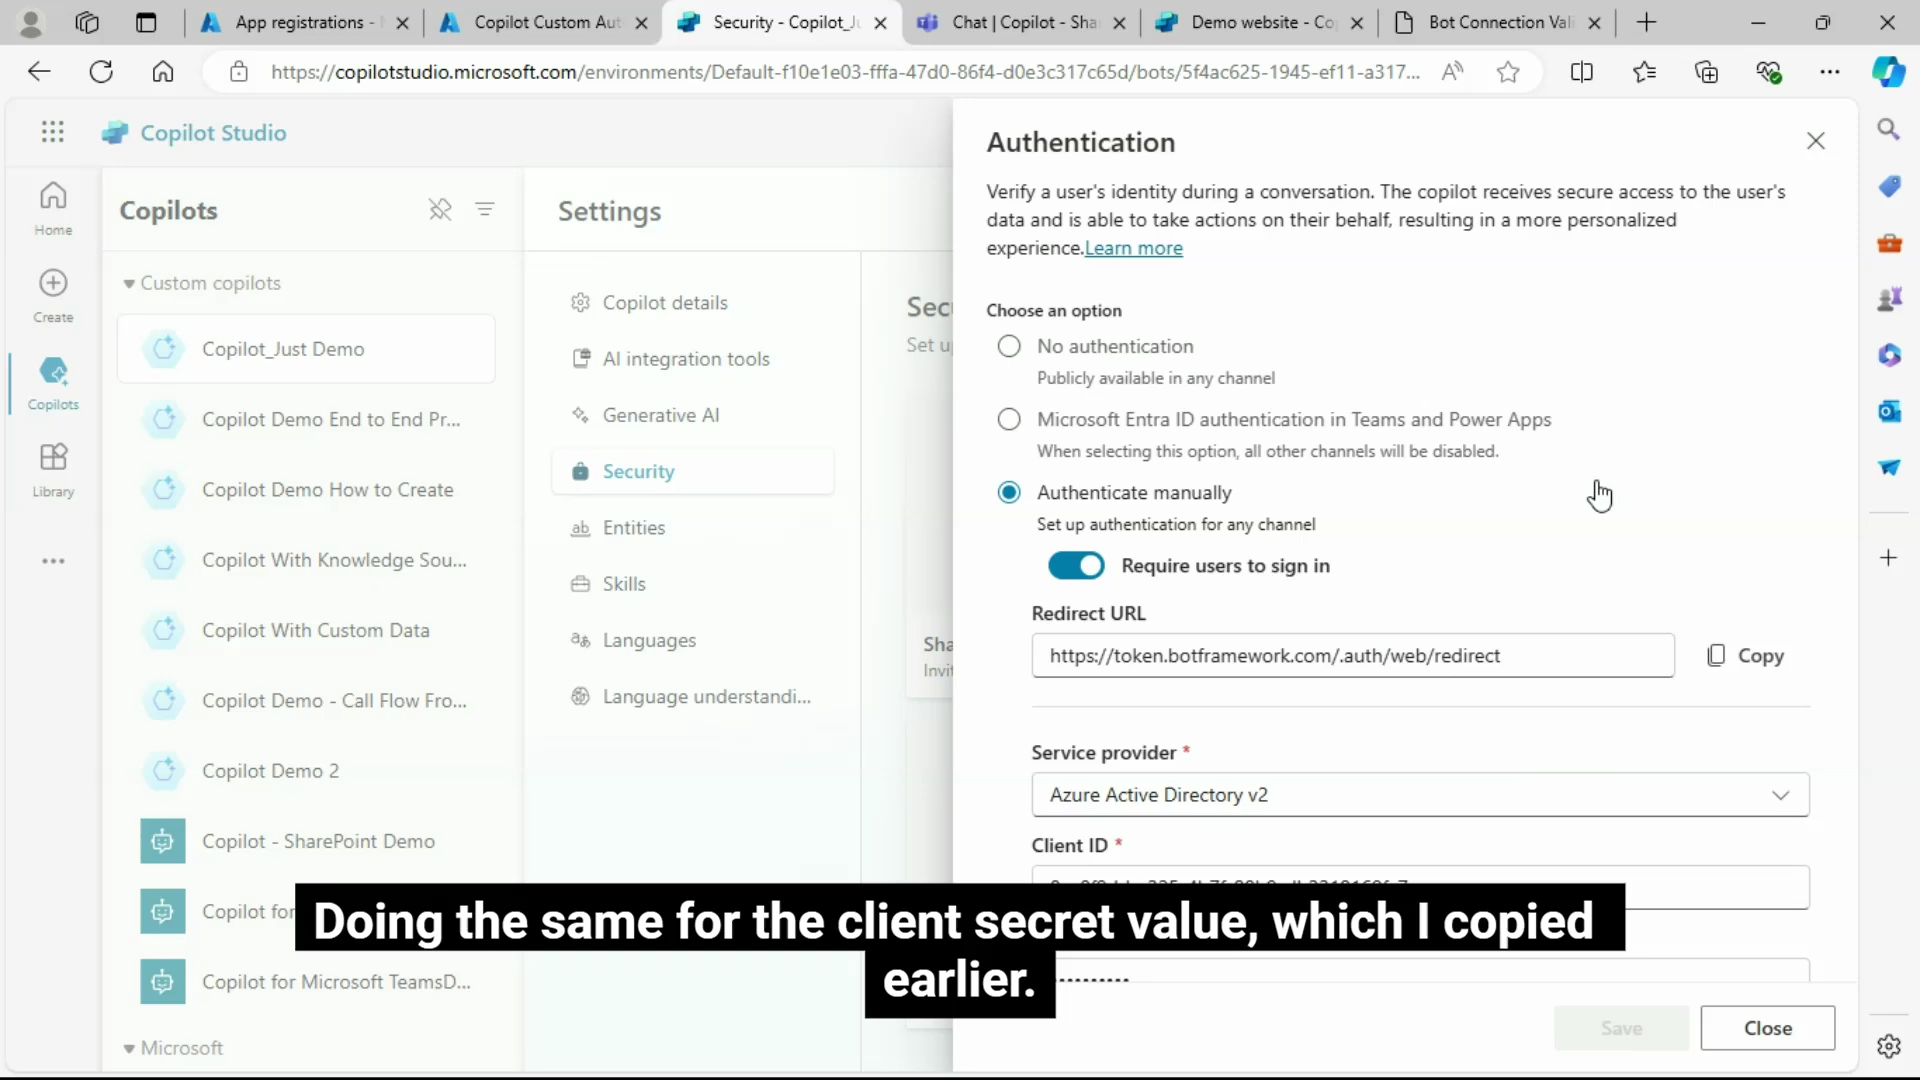 App registrations -
Copilot Custom Aut
Security - Copilot_Ju
Chat | Copilot - Sha
Demo website - Co
Bot Connection Vali
https://copilotstudio.microsoft.com/environments/Default-f10e1e03-fffa-47d0-86f4-d0e3c317c65d/bots/5f4ac625-1945-ef11-a317...
Copilot Studio
Home
Create
Copilots
Library
Copilots
Custom copilots
Copilot_Just Demo
Copilot Demo End to End Pr...
Copilot Demo How to Create
Copilot With Knowledge Sou...
Copilot With Custom Data
Copilot Demo - Call Flow Fro...
Copilot Demo 2
Copilot - SharePoint Demo
Copilot for
Copilot for Microsoft TeamsD...
Microsoft
Settings
Copilot details
AI integration tools
Generative AI
Security
Entities
Skills
Languages
Language understandi...
Sec
Set u
Sha
Invit
Authentication
Verify a user's identity during a conversation. The copilot receives secure access to the user's
data and is able to take actions on their behalf, resulting in a more personalized
experience.Learn more
Choose an option
No authentication
Publicly available in any channel
Microsoft Entra ID authentication in Teams and Power Apps
When selecting this option, all other channels will be disabled.
Authenticate manually
Set up authentication for any channel
Require users to sign in
Redirect URL
https://token.botframework.com/.auth/web/redirect
Copy
Service provider *
Azure Active Directory v2
Client ID *
Doing the same for the client secret value, which I copied
earlier.
Save
Close